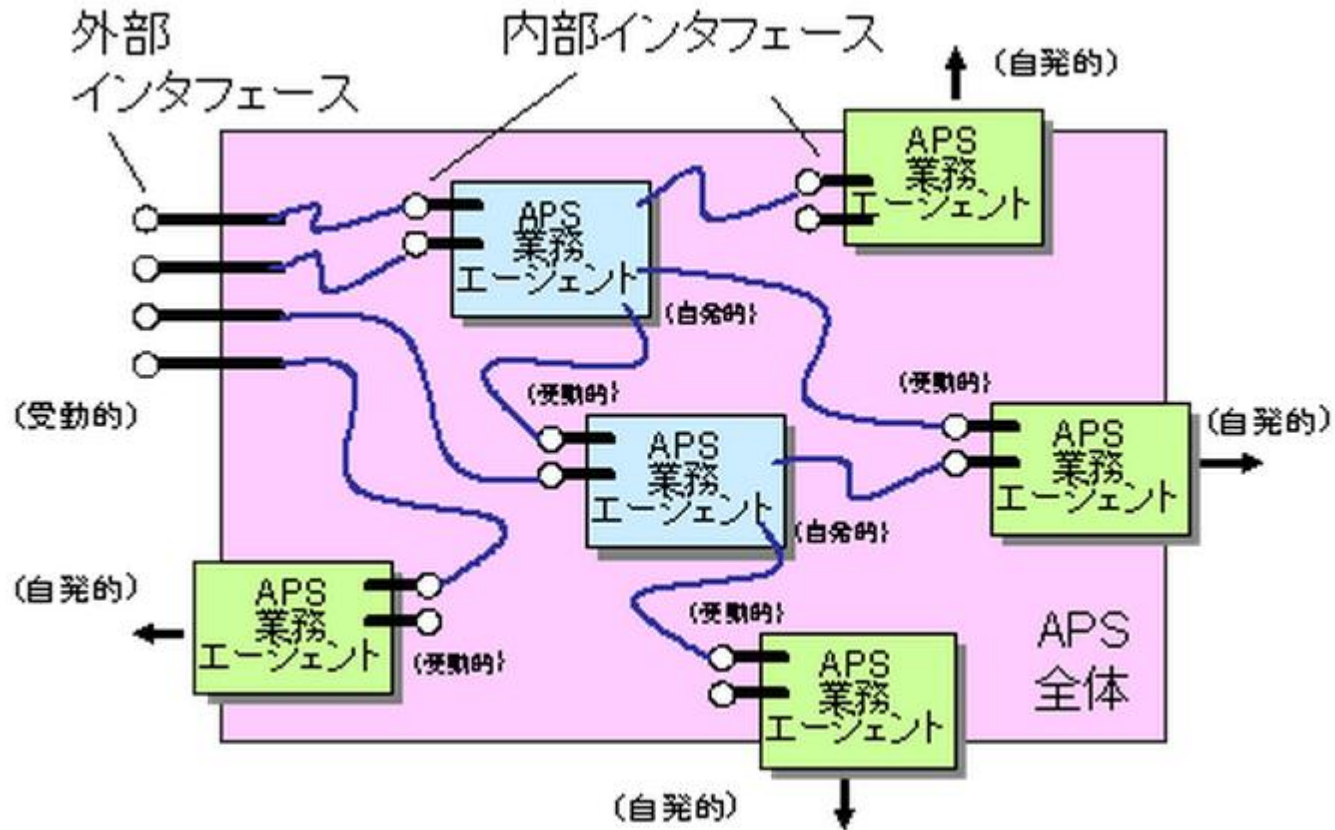 外部
インタフェース
内部インタフェース
(自発的)
APS
業務
エージェント
APS
業務
エージェント
(自発的}
(受動的}
(受動的}
(受動的)
APS
業務
エージェント
(自発的)
APS
業務
エージェント
(自発的}
(自発的)
APS
業務
エージェント
(受動的}
(受動的}
APS
業務
エージェント
APS
全体
(自発的)